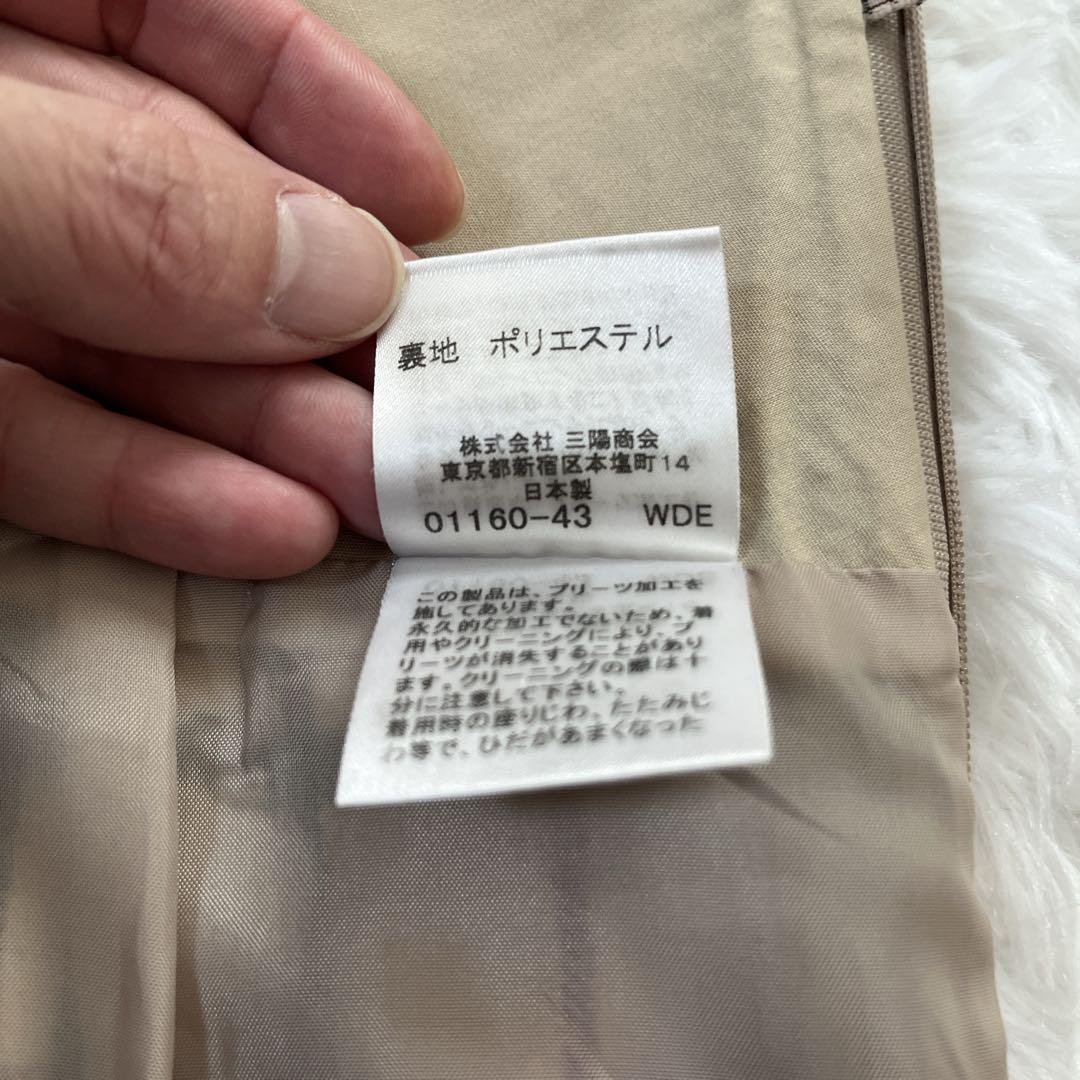 裏地 ポリエステル
株式会社 三陽商会
東京都新宿区本塩町14
日本製
01160-43 WDE
この製品は、プリーツ加工を
施してあります。
永久的な加工でないため、着
用やクリーニングにより、プ
リーツが消失することがあり
ます。クリーニングの際は十
分に注意して下さい。
着用時の座りじわ、たたみじ
わ等で、ひだがあまくなった